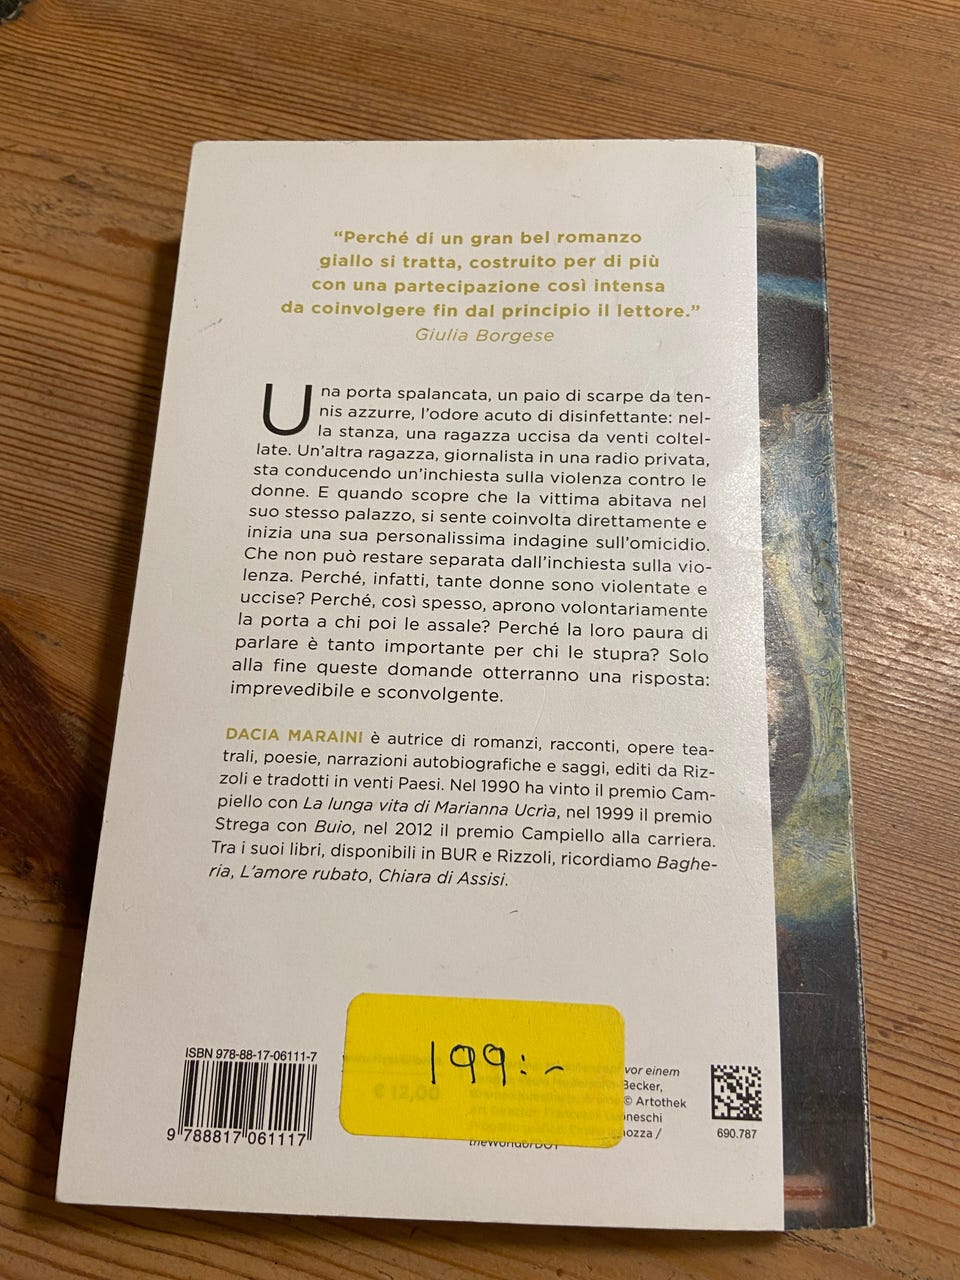 “Perché di un gran bel romanzo
giallo si tratta, costruito per di più
con una partecipazione così intensa
da coinvolgere fin dal principio il lettore.”
Giulia Borgese
Una porta spalancata, un paio di scarpe da ten-
nis azzurre, l’odore acuto di disinfettante: nel-
la stanza, una ragazza uccisa da venti coltel-
late. Un’altra ragazza, giornalista in una radio privata,
sta conducendo un’inchiesta sulla violenza contro le
donne. E quando scopre che la vittima abitava nel
suo stesso palazzo, si sente coinvolta direttamente e
inizia una sua personalissima indagine sull’omicidio.
Che non può restare separata dall’inchiesta sulla vio-
lenza. Perché, infatti, tante donne sono violentate e
uccise? Perché, così spesso, aprono volontariamente
la porta a chi poi le assale? Perché la loro paura di
parlare è tanto importante per chi le stupra? Solo
alla fine queste domande otterranno una risposta:
imprevedibile e sconvolgente.
DACIA MARAINI è autrice di romanzi, racconti, opere tea-
trali, poesie, narrazioni autobiografiche e saggi, editi da Riz-
zoli e tradotti in venti Paesi. Nel 1990 ha vinto il premio Cam-
piello con La lunga vita di Marianna Ucrìa, nel 1999 il premio
Strega con Buio, nel 2012 il premio Campiello alla carriera.
Tra i suoi libri, disponibili in BUR e Rizzoli, ricordiamo Baghe-
ria, L’amore rubato, Chiara di Assisi.
ISBN 978-88-17-06111-7
9 788817 061117
199:-
€ 12,00
vor einem
Becker,
© Artothek
theWorldofDOT
690.787